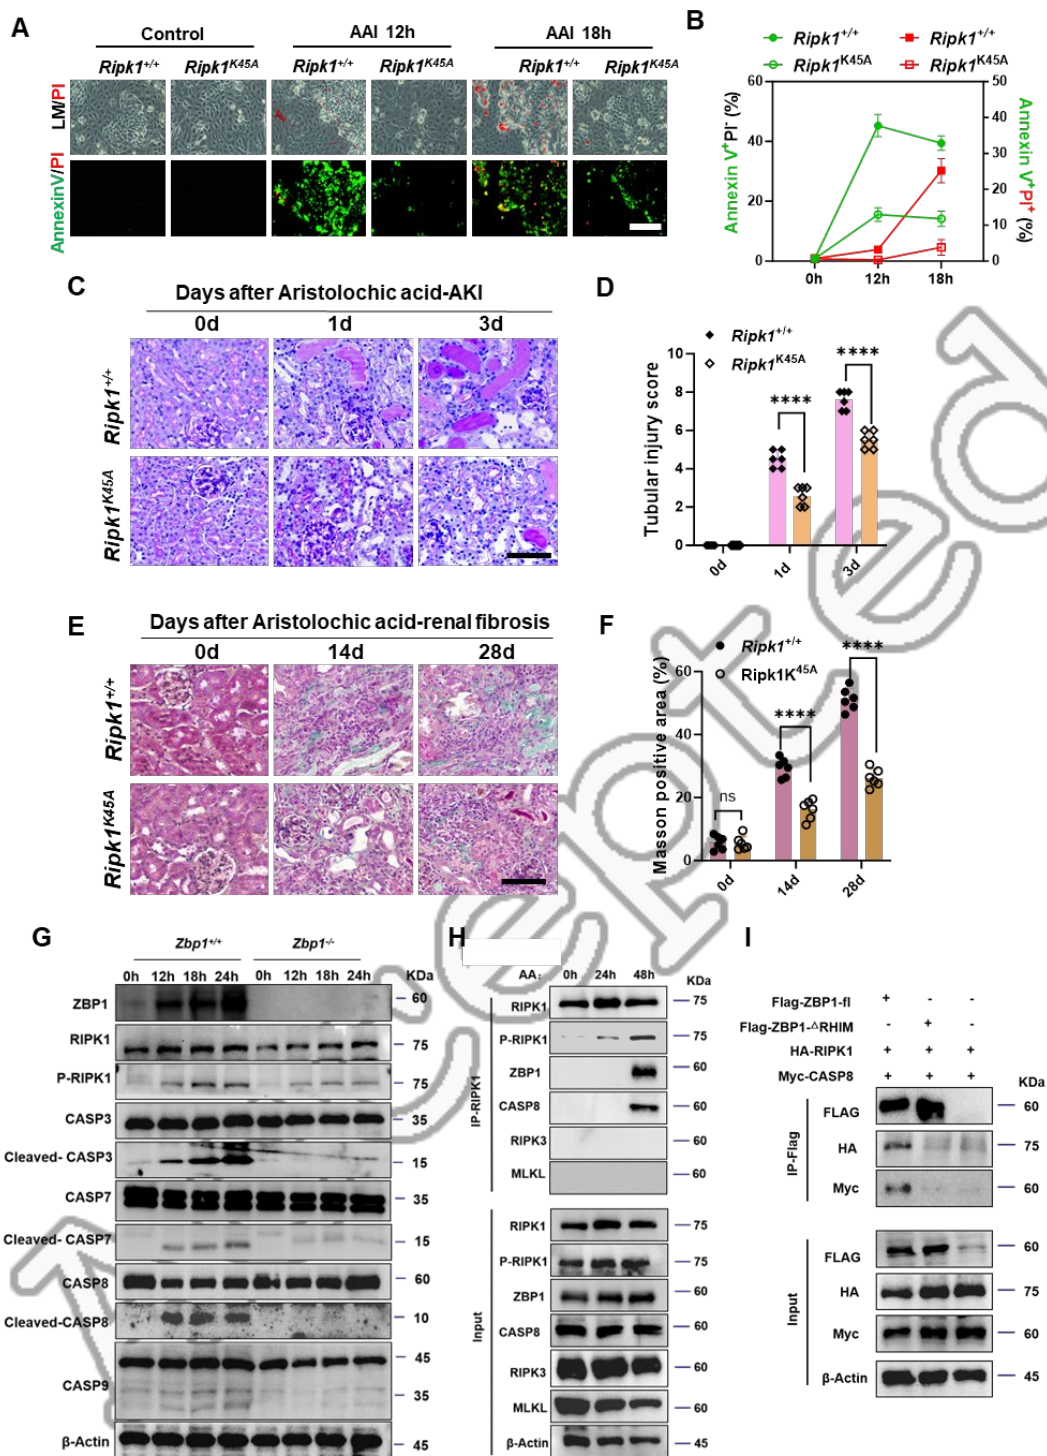 A
Control
AAI 12h
AAI 18h
Ripk1+/+
Ripk1K45A
Ripk1+/+
Ripk1K45A
Ripk1+/+
Ripk1K45A
LM/PI
AnnexinV/PI
B
Ripk1+/+
Ripk1+/+
Ripk1K45A
Ripk1K45A
Annexin V+PI- (%)
60
40
20
0
0h
12h
18h
50
40
30
20
10
0
Annexin V+PI+ (%)
C
Days after Aristolochic acid-AKI
0d
1d
3d
Ripk1+/+
Ripk1K45A
D
Ripk1+/+
Ripk1K45A
Tubular injury score
10
8
6
4
2
0
****
****
0d
1d
3d
E
Days after Aristolochic acid-renal fibrosis
0d
14d
28d
Ripk1+/+
Ripk1K45A
F
Ripk1+/+
Ripk1K45A
Masson positive area (%)
60
40
20
0
ns
****
****
0d
14d
28d
G
Zbp1+/+
Zbp1-/-
0h 12h 18h 24h 0h 12h 18h 24h
KDa
ZBP1
60
RIPK1
75
P-RIPK1
75
CASP3
35
Cleaved- CASP3
15
CASP7
35
Cleaved- CASP7
15
CASP8
60
Cleaved-CASP8
10
CASP9
45
35
β-Actin
45
H
AA: 0h 24h 48h
KDa
IP-RIPK1
RIPK1
75
P-RIPK1
75
ZBP1
60
CASP8
60
RIPK3
60
MLKL
60
Input
RIPK1
75
P-RIPK1
75
ZBP1
60
CASP8
60
RIPK3
60
MLKL
60
β-Actin
45
I
Flag-ZBP1-fl + - -
Flag-ZBP1-△RHIM - + -
HA-RIPK1 + + +
Myc-CASP8 + + +
KDa
IP-Flag
FLAG
60
HA
75
Myc
60
Input
FLAG
60
HA
75
Myc
60
β-Actin
45